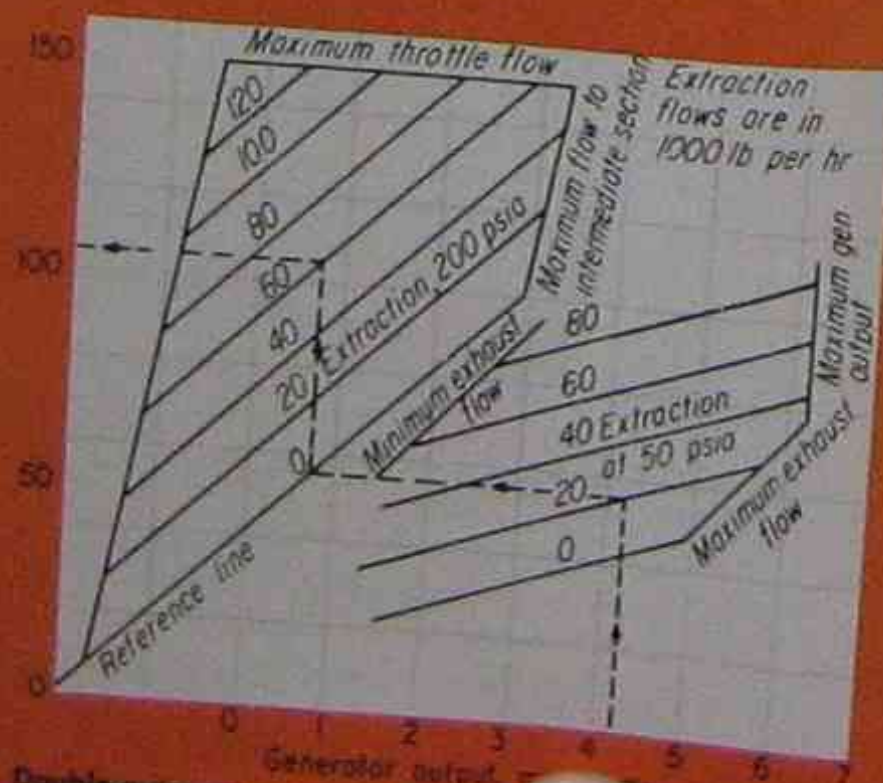 150
Maximum throttle flow
Extraction
flows are in
1000 lb per hr
120
100
80
60
40
20
0
Extraction, 200 psia
Maximum flow to
intermediate section
100
Maximum gen
output
80
60
40 Extraction
at 50 psia
20
0
Minimum exhaust
flow
Maximum exhaust
flow
50
Reference line
0
0 1 2 3 4 5 6 7
Generator output